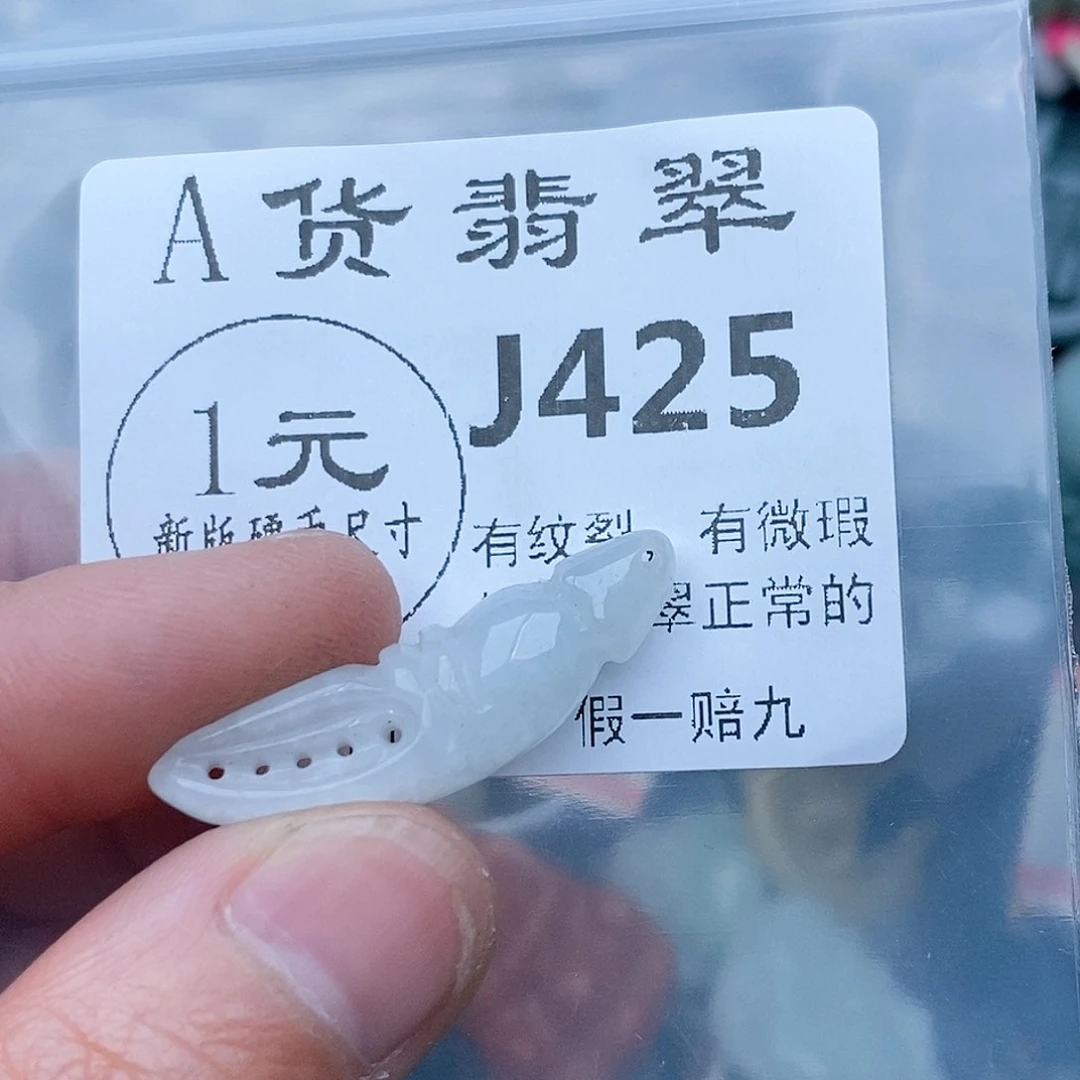 A货翡翠
J425
1元
新版硬币尺寸
有纹裂、有微瑕
翠正常的
假一赔九